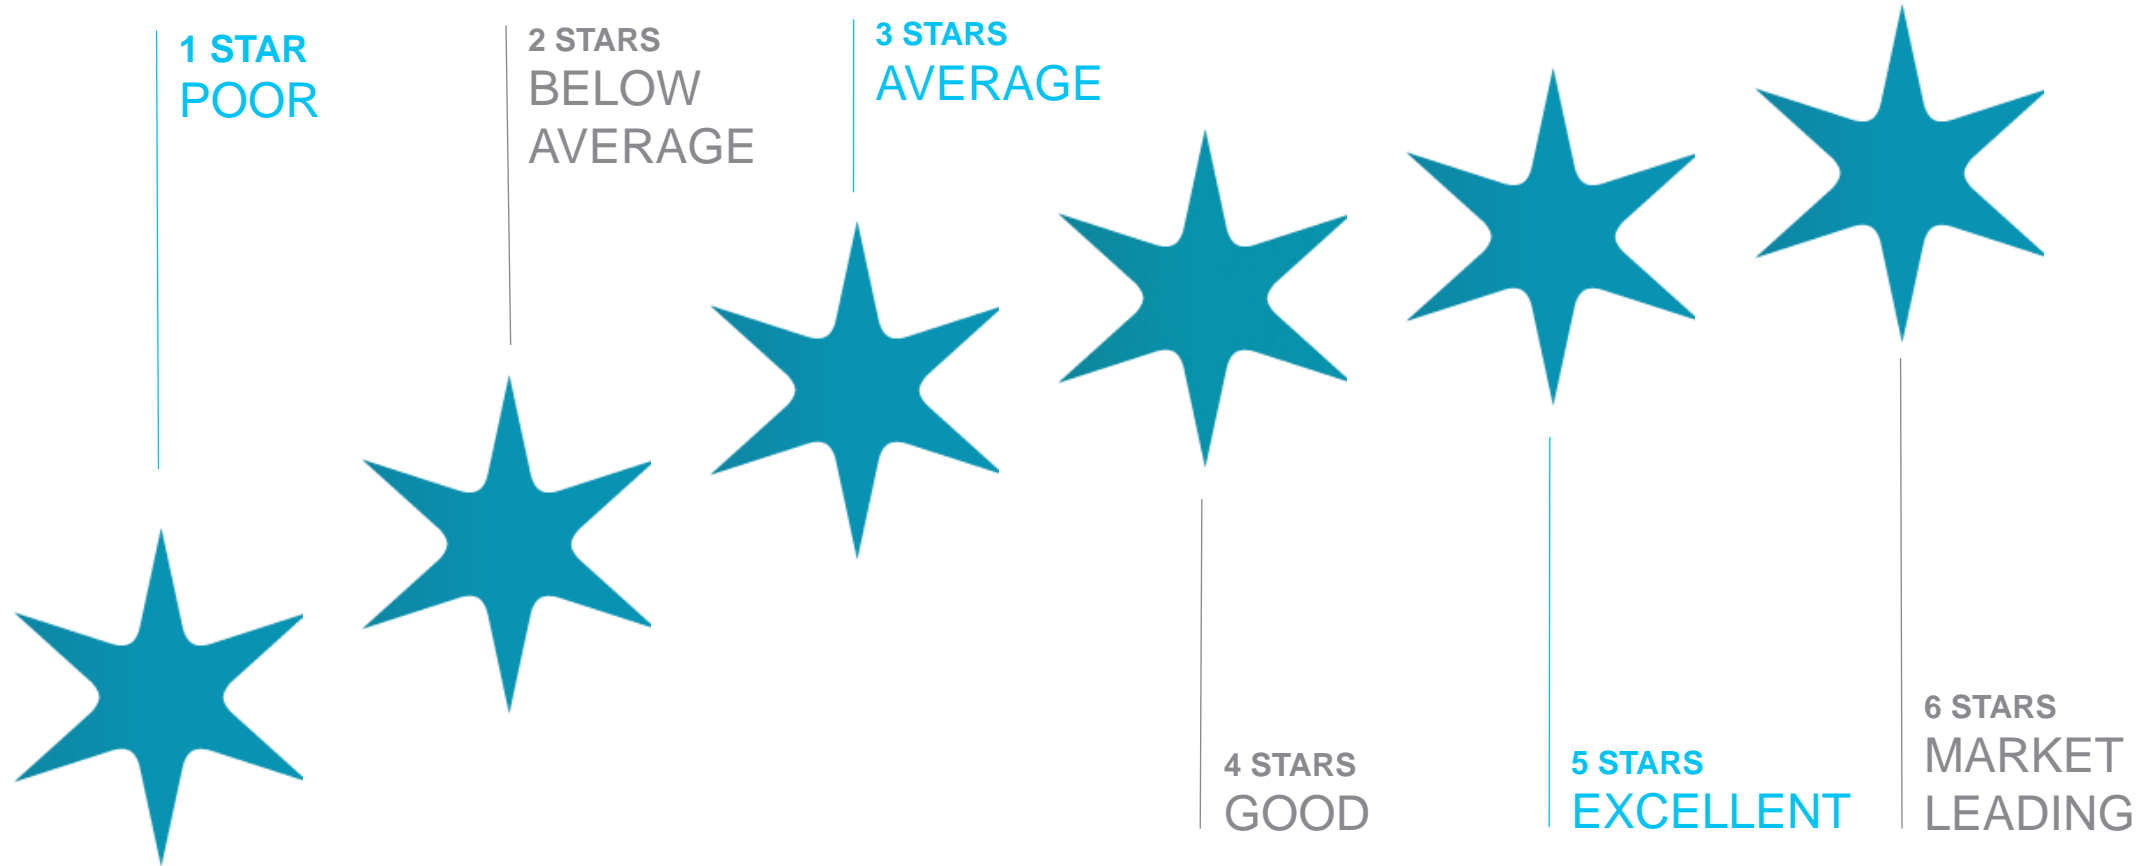 1 STAR
POOR
2 STARS
BELOW
AVERAGE
3 STARS
AVERAGE
4 STARS
GOOD
5 STARS
EXCELLENT
6 STARS
MARKET
LEADING